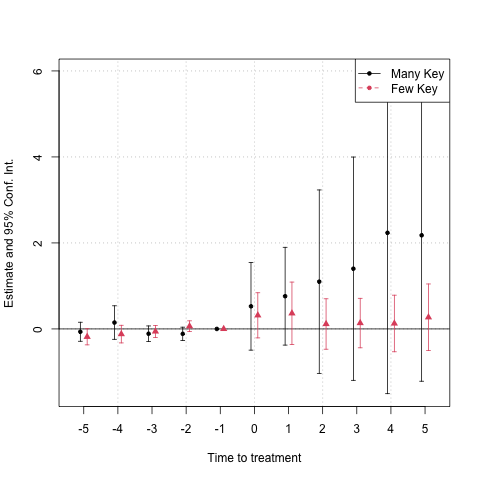 Many Key
Few Key
Estimate and 95% Conf. Int.
6
4
2
0
-5 -4 -3 -2 -1 0 1 2 3 4 5
Time to treatment